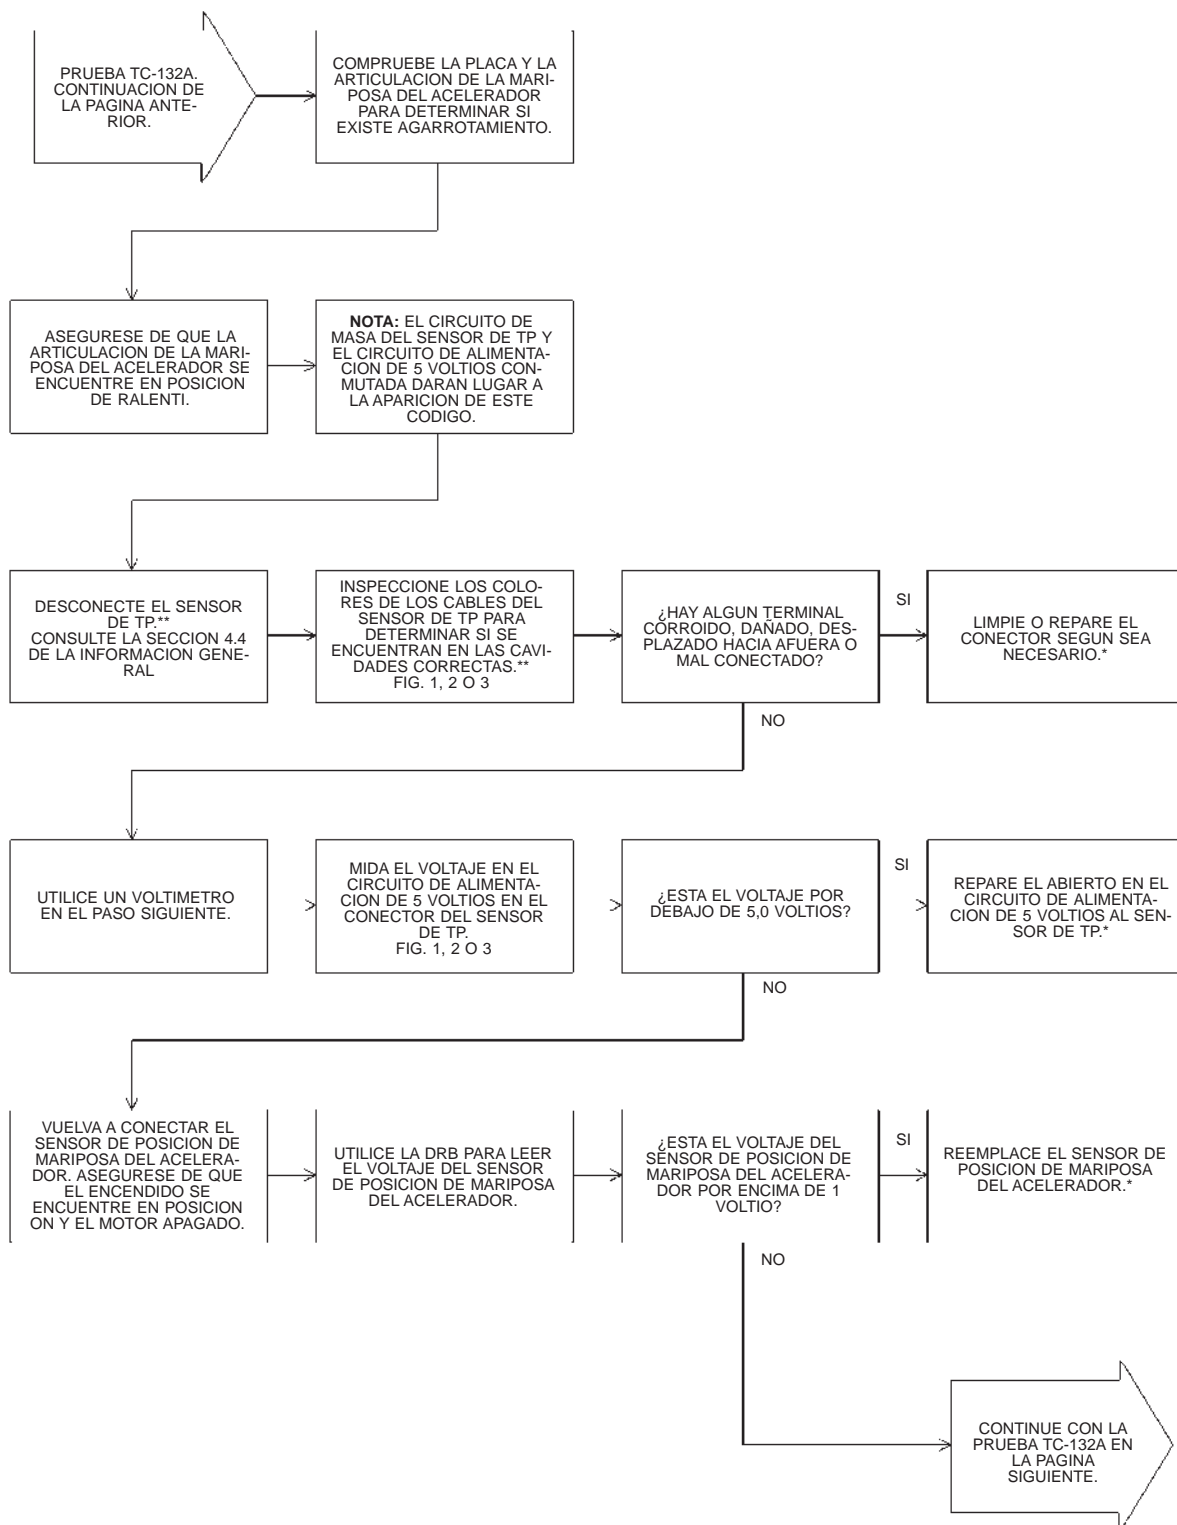 PRUEBA TC-132A.
CONTINUACION DE
LA PAGINA ANTE-
RIOR.
COMPRUEBE LA PLACA Y LA
ARTICULACION DE LA MARI-
POSA DEL ACELERADOR
PARA DETERMINAR SI
EXISTE AGARROTAMIENTO.
ASEGURESE DE QUE LA
ARTICULACION DE LA MARI-
POSA DEL ACELERADOR SE
ENCUENTRE EN POSICION
DE RALENTI.
NOTA: EL CIRCUITO DE
MASA DEL SENSOR DE TP Y
EL CIRCUITO DE ALIMENTA-
CION DE 5 VOLTIOS CON-
MUTADA DARAN LUGAR A
LA APARICION DE ESTE
CODIGO.
DESCONECTE EL SENSOR
DE TP.**
CONSULTE LA SECCION 4.4
DE LA INFORMACION GENE-
RAL
INSPECCIONE LOS COLO-
RES DE LOS CABLES DEL
SENSOR DE TP PARA
DETERMINAR SI SE
ENCUENTRAN EN LAS CAVI-
DADES CORRECTAS.**
FIG. 1, 2 O 3
¿HAY ALGUN TERMINAL
CORROIDO, DAÑADO, DES-
PLAZADO HACIA AFUERA O
MAL CONECTADO?
SI
LIMPIE O REPARE EL
CONECTOR SEGUN SEA
NECESARIO.*
NO
UTILICE UN VOLTIMETRO
EN EL PASO SIGUIENTE.
MIDA EL VOLTAJE EN EL
CIRCUITO DE ALIMENTA-
CION DE 5 VOLTIOS EN EL
CONECTOR DEL SENSOR
DE TP.
FIG. 1, 2 O 3
¿ESTA EL VOLTAJE POR
DEBAJO DE 5,0 VOLTIOS?
SI
REPARE EL ABIERTO EN EL
CIRCUITO DE ALIMENTA-
CION DE 5 VOLTIOS AL SEN-
SOR DE TP.*
NO
VUELVA A CONECTAR EL
SENSOR DE POSICION DE
MARIPOSA DEL ACELERA-
DOR. ASEGURESE DE QUE
EL ENCENDIDO SE
ENCUENTRE EN POSICION
ON Y EL MOTOR APAGADO.
UTILICE LA DRB PARA LEER
EL VOLTAJE DEL SENSOR
DE POSICION DE MARIPOSA
DEL ACELERADOR.
¿ESTA EL VOLTAJE DEL
SENSOR DE POSICION DE
MARIPOSA DEL ACELERA-
DOR POR ENCIMA DE 1
VOLTIO?
SI
REEMPLACE EL SENSOR DE
POSICION DE MARIPOSA
DEL ACELERADOR.*
NO
CONTINUE CON LA
PRUEBA TC-132A EN
LA PAGINA
SIGUIENTE.